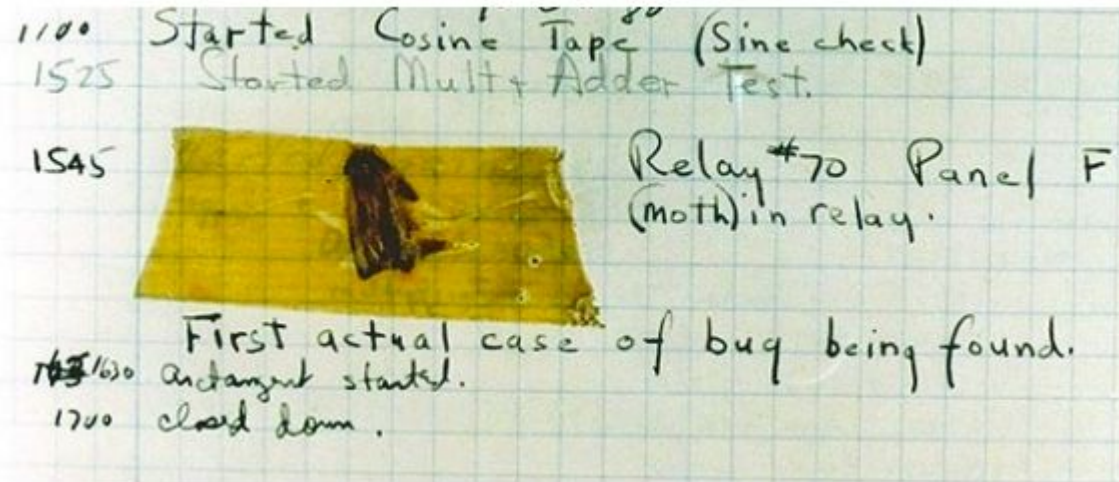 1100 Started Cosine Tape (Sine check)
1525 Started Mult+ Adder Test.
1545 Relay #70 Panel F
(moth) in relay.
First actual case of bug being found.
1630 arctangent started.
1700 closed down.